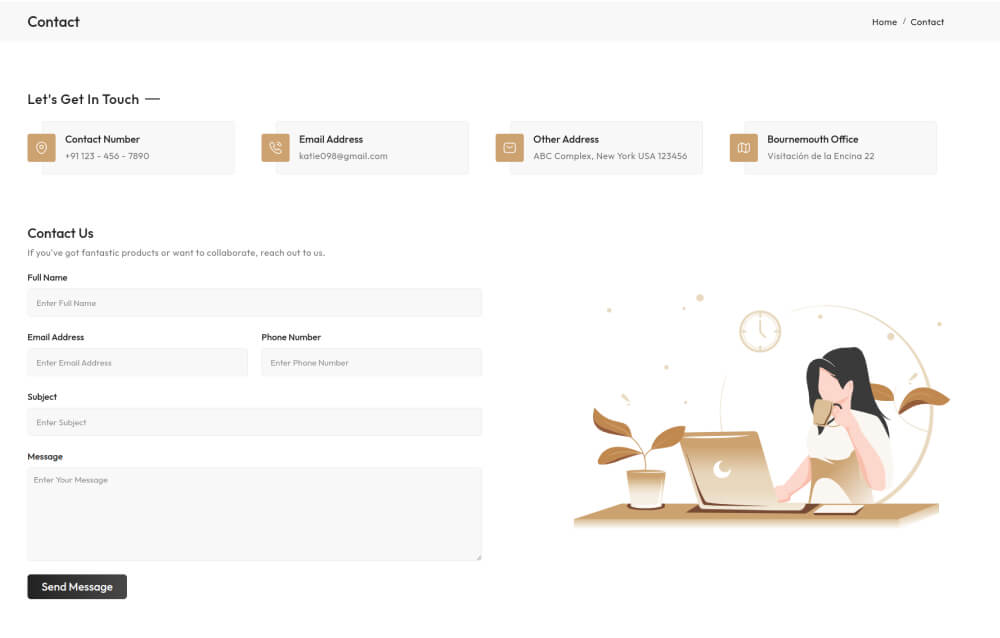 Contact
Home / Contact
Let's Get In Touch
Contact Number
+91 123 - 456 - 7890
Email Address
katie098@gmail.com
Other Address
ABC Complex, New York USA 123456
Bournemouth Office
Visitación de la Encina 22
Contact Us
If you've got fantastic products or want to collaborate, reach out to us.
Full Name
Enter Full Name
Email Address
Enter Email Address
Phone Number
Enter Phone Number
Subject
Enter Subject
Message
Enter Your Message
Send Message